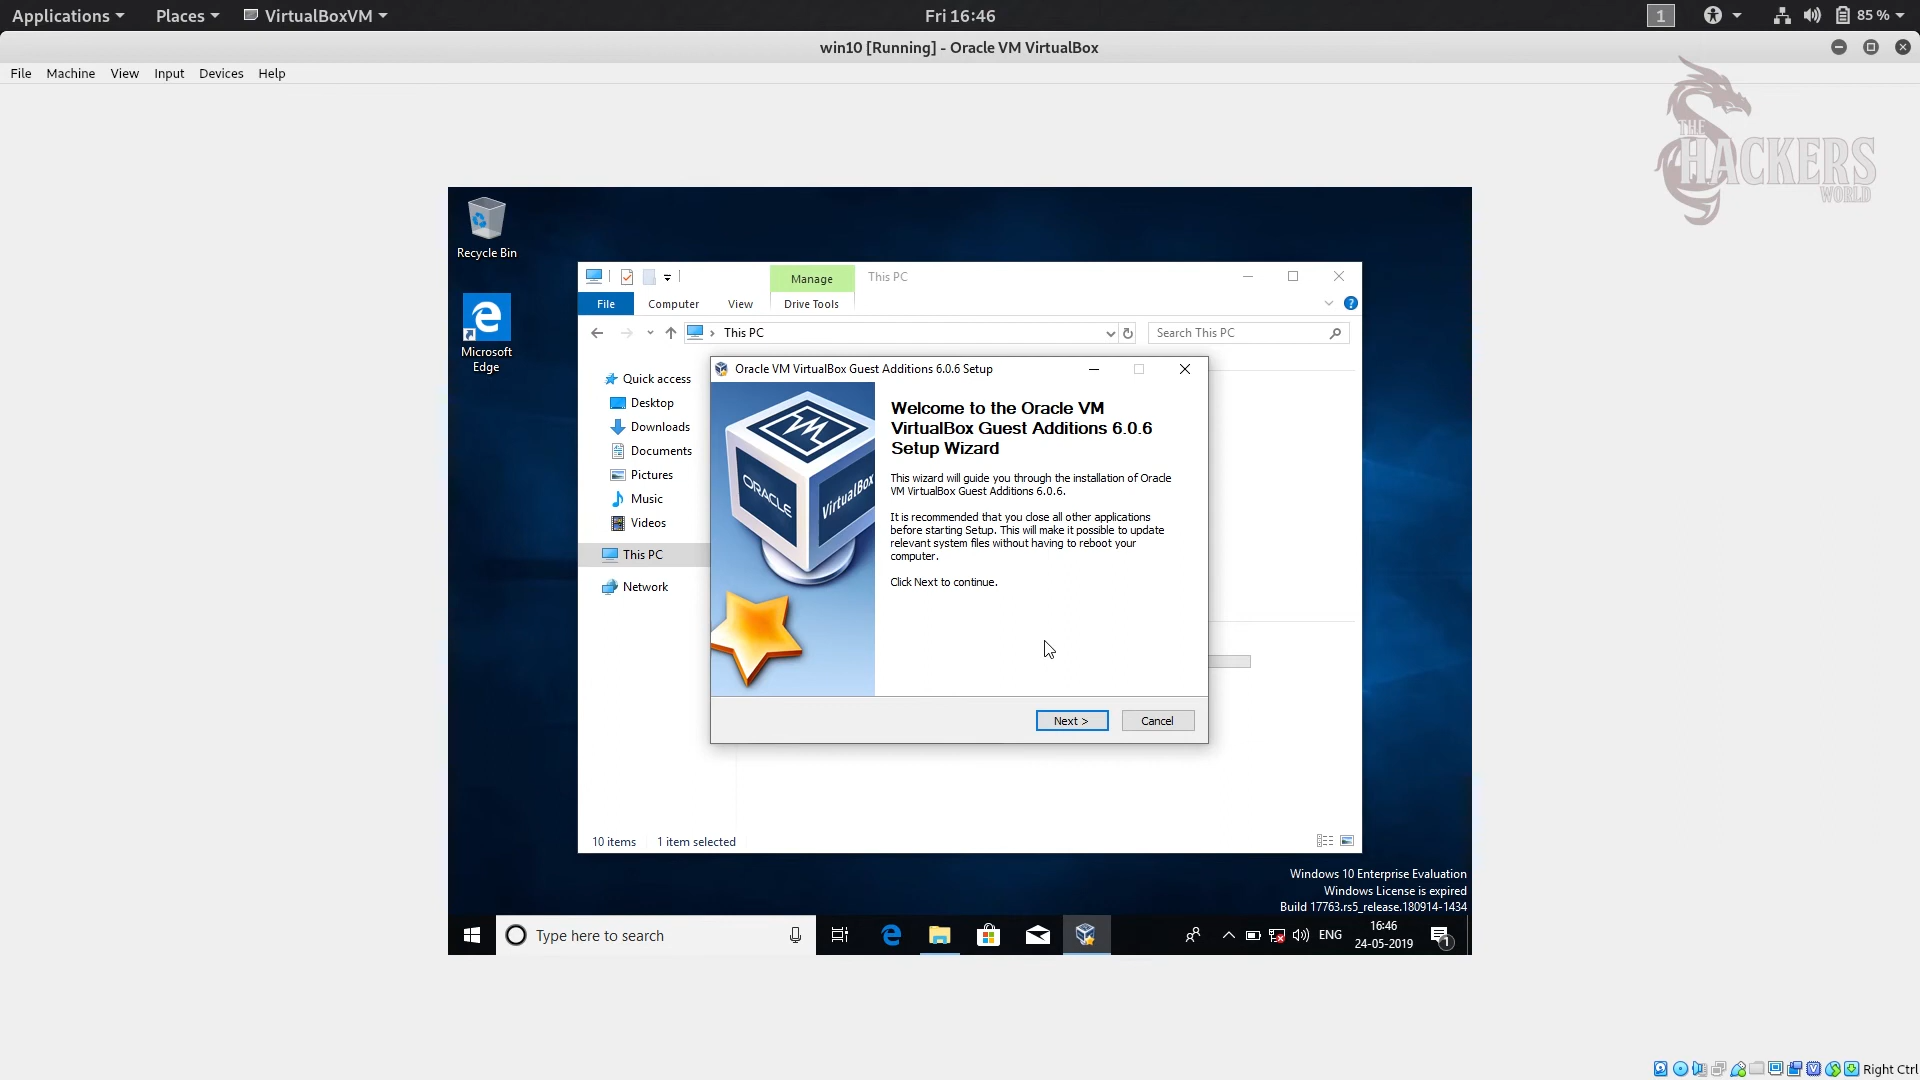 Applications Places VirtualBoxVM Fri 16:46 1 85 %
win10 [Running] - Oracle VM VirtualBox
File Machine View Input Devices Help
THE
HACKERS
WORLD
Recycle Bin
Microsoft
Edge
Manage This PC
File Computer View Drive Tools
This PC Search This PC
Quick access
Desktop
Downloads
Documents
Pictures
Music
Videos
This PC
Network
Oracle VM VirtualBox Guest Additions 6.0.6 Setup
ORACLE VirtualBox
Welcome to the Oracle VM
VirtualBox Guest Additions 6.0.6
Setup Wizard
This wizard will guide you through the installation of Oracle
VM VirtualBox Guest Additions 6.0.6.
It is recommended that you close all other applications
before starting Setup. This will make it possible to update
relevant system files without having to reboot your
computer.
Click Next to continue.
Next > Cancel
10 items 1 item selected
Windows 10 Enterprise Evaluation
Windows License is expired
Build 17763.rs5_release.180914-1434
Type here to search ENG
16:46
24-05-2019
1
Right Ctrl